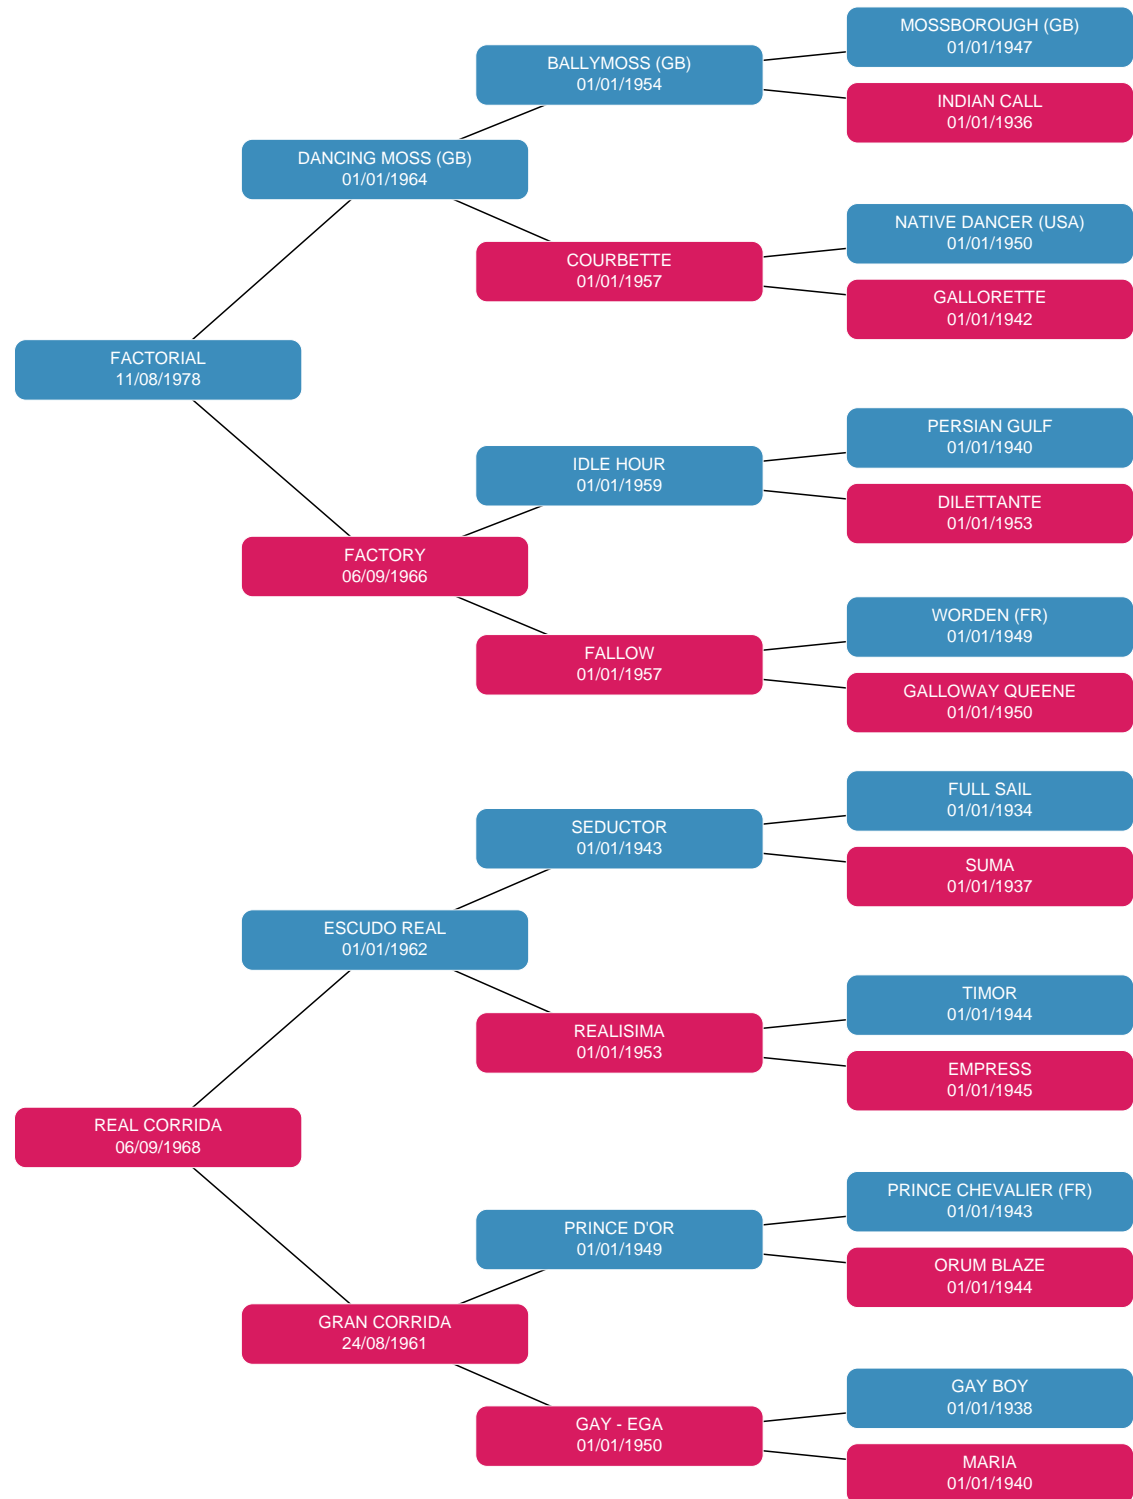 MOSSBOROUGH (GB)
01/01/1947
BALLYMOSS (GB)
01/01/1954
INDIAN CALL
01/01/1936
DANCING MOSS (GB)
01/01/1964
NATIVE DANCER (USA)
01/01/1950
COURBETTE
01/01/1957
GALLORETTE
01/01/1942
FACTORIAL
11/08/1978
PERSIAN GULF
01/01/1940
IDLE HOUR
01/01/1959
DILETTANTE
01/01/1953
FACTORY
06/09/1966
WORDEN (FR)
01/01/1949
FALLOW
01/01/1957
GALLOWAY QUEENE
01/01/1950
FULL SAIL
01/01/1934
SEDUCTOR
01/01/1943
SUMA
01/01/1937
ESCUDO REAL
01/01/1962
TIMOR
01/01/1944
REALISIMA
01/01/1953
EMPRESS
01/01/1945
REAL CORRIDA
06/09/1968
PRINCE CHEVALIER (FR)
01/01/1943
PRINCE D'OR
01/01/1949
ORUM BLAZE
01/01/1944
GRAN CORRIDA
24/08/1961
GAY BOY
01/01/1938
GAY - EGA
01/01/1950
MARIA
01/01/1940